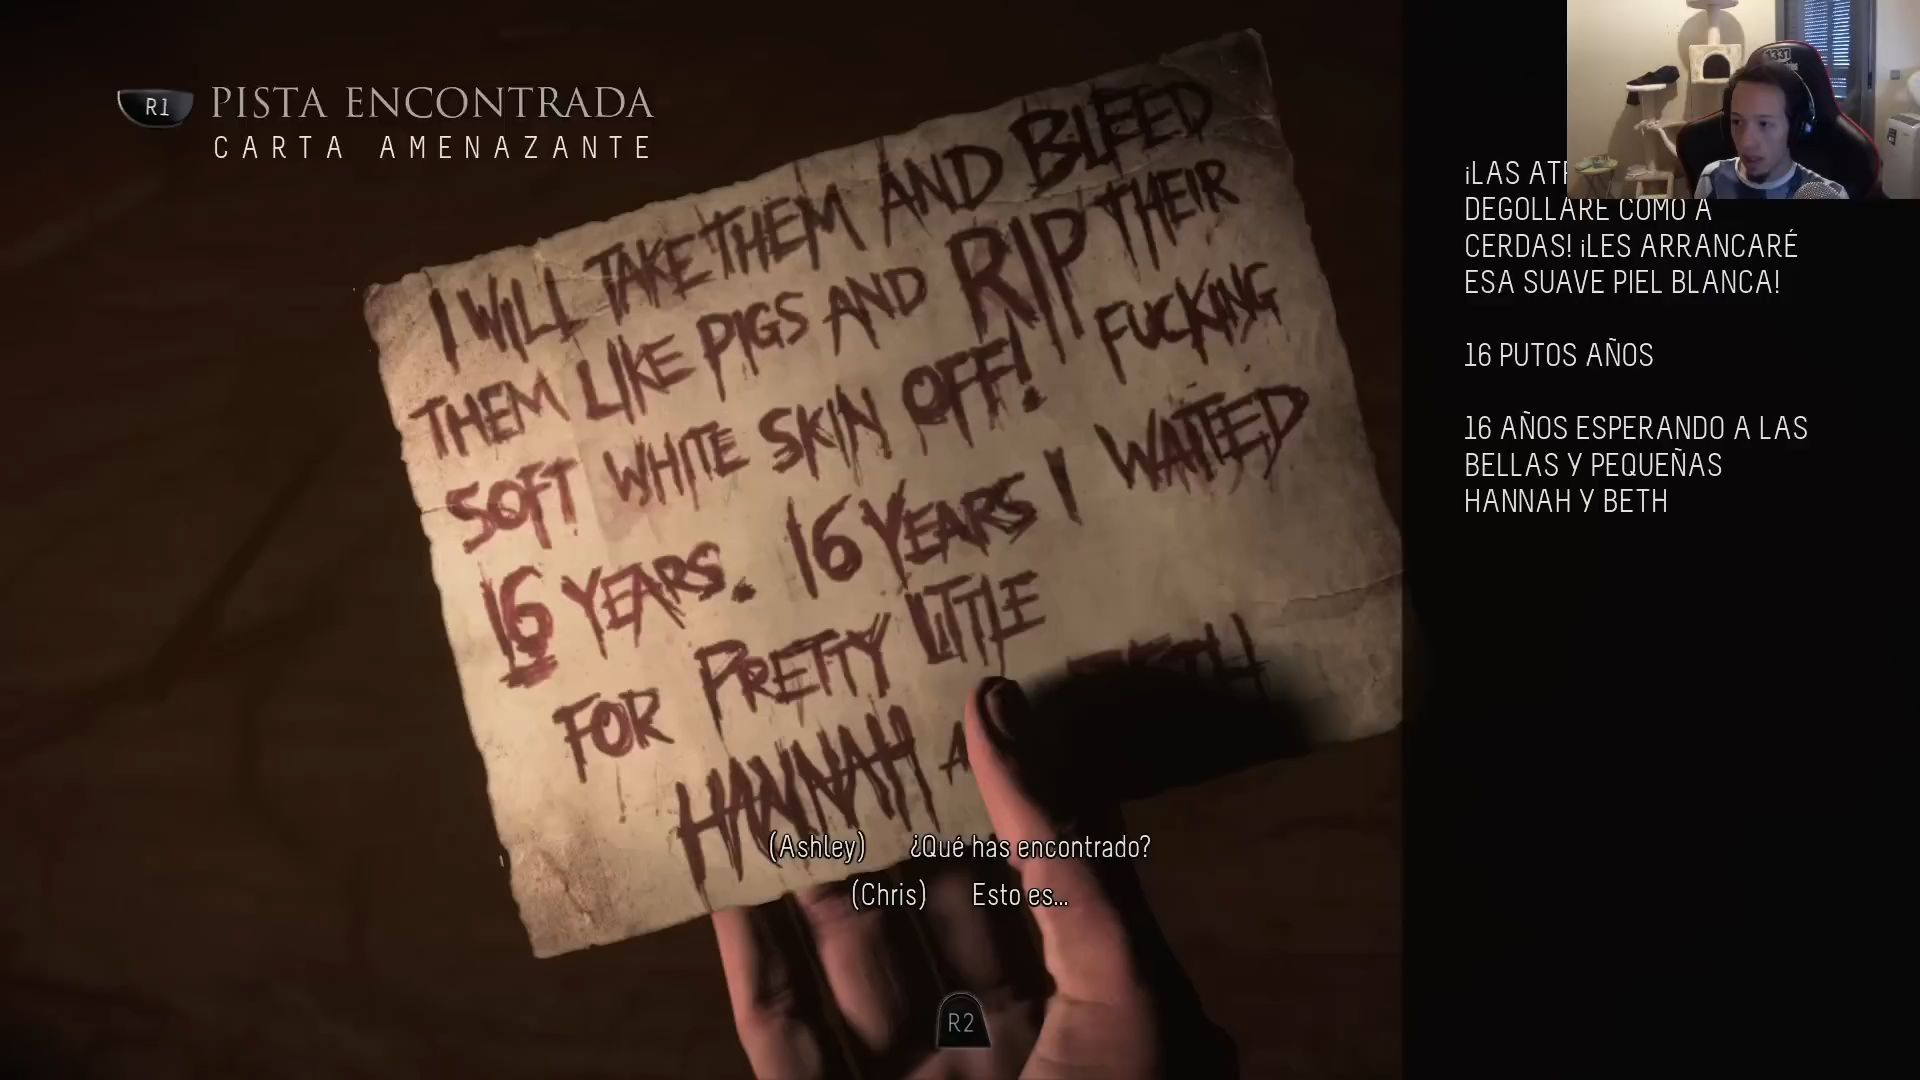 R1 PISTA ENCONTRADA
CARTA AMENAZANTE
I WILL TAKE THEM AND BLEED
THEM LIKE PIGS AND RIP THEIR
SOFT WHITE SKIN OFF! FUCKING
16 YEARS. 16 YEARS I WAITED
FOR PRETTY LITTLE
HANNAH
(Ashley) ¿Qué has encontrado?
(Chris) Esto es...
R2
1337
¡LAS
DEGOLLARÉ COMO A
CERDAS! ¡LES ARRANCARÉ
ESA SUAVE PIEL BLANCA!
16 PUTOS AÑOS
16 AÑOS ESPERANDO A LAS
BELLAS Y PEQUEÑAS
HANNAH Y BETH